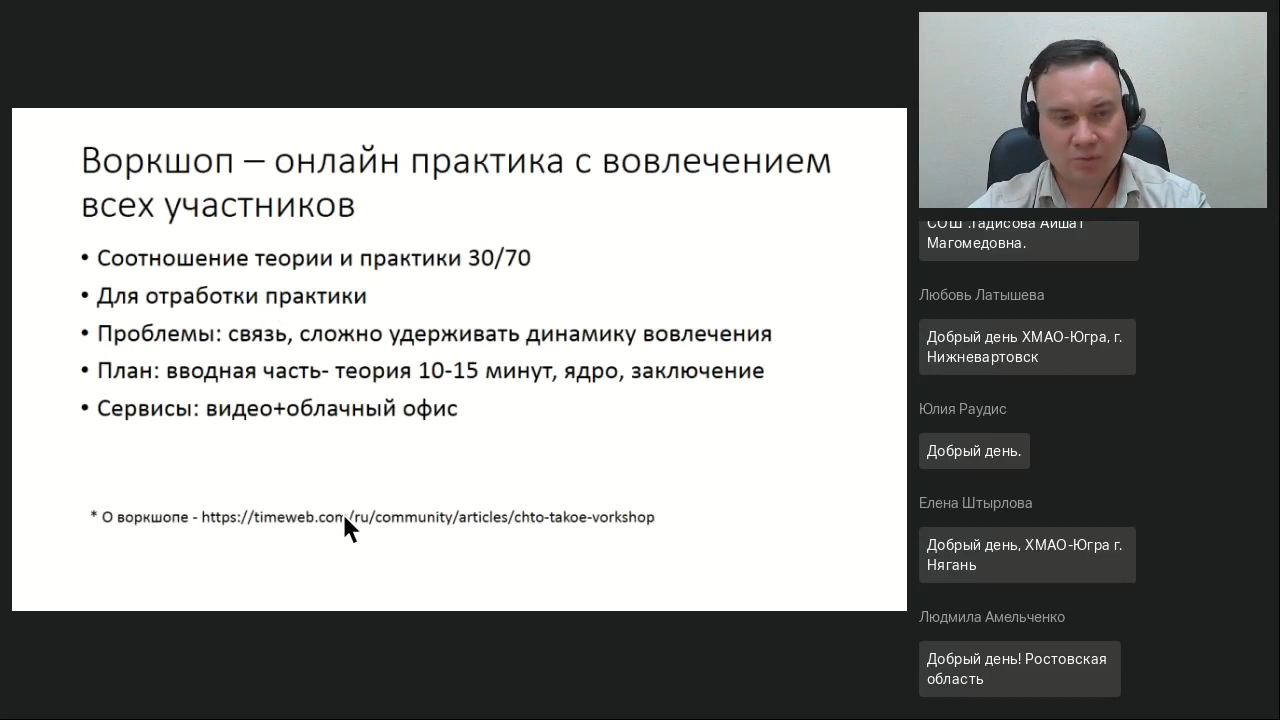 Воркшоп – онлайн практика с вовлечением
всех участников
• Соотношение теории и практики 30/70
• Для отработки практики
• Проблемы: связь, сложно удерживать динамику вовлечения
• План: вводная часть- теория 10-15 минут, ядро, заключение
• Сервисы: видео+облачный офис
* О воркшопе - https://timeweb.com/ru/community/articles/chto-takoe-vorkshop
СОШ .Гадисова Айшат
Магомедовна.
Любовь Латышева
Добрый день ХМАО-Югра, г.
Нижневартовск
Юлия Раудис
Добрый день.
Елена Штырлова
Добрый день, ХМАО-Югра г.
Нягань
Людмила Амельченко
Добрый день! Ростовская
область